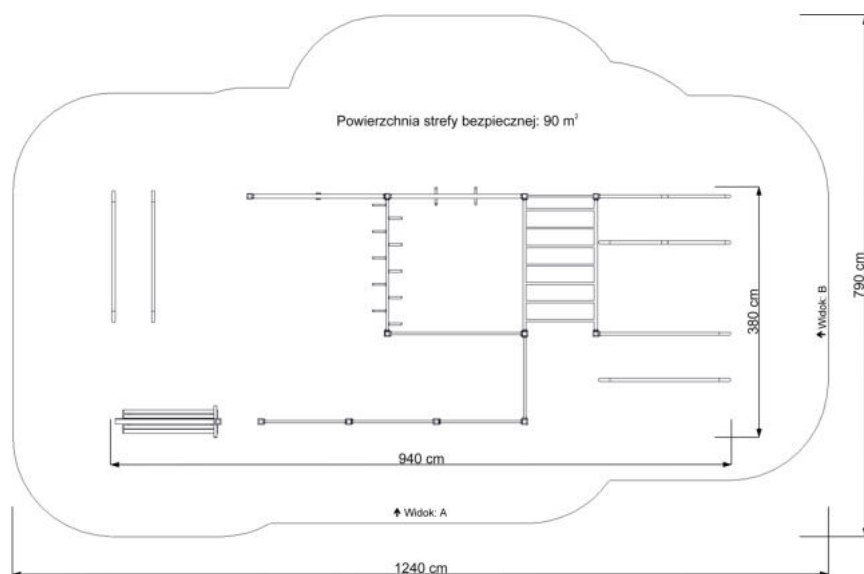 Powierzchnia strefy bezpiecznej: 90 m²
790 cm
380 cm
Widok: B
940 cm
Widok: A
1240 cm